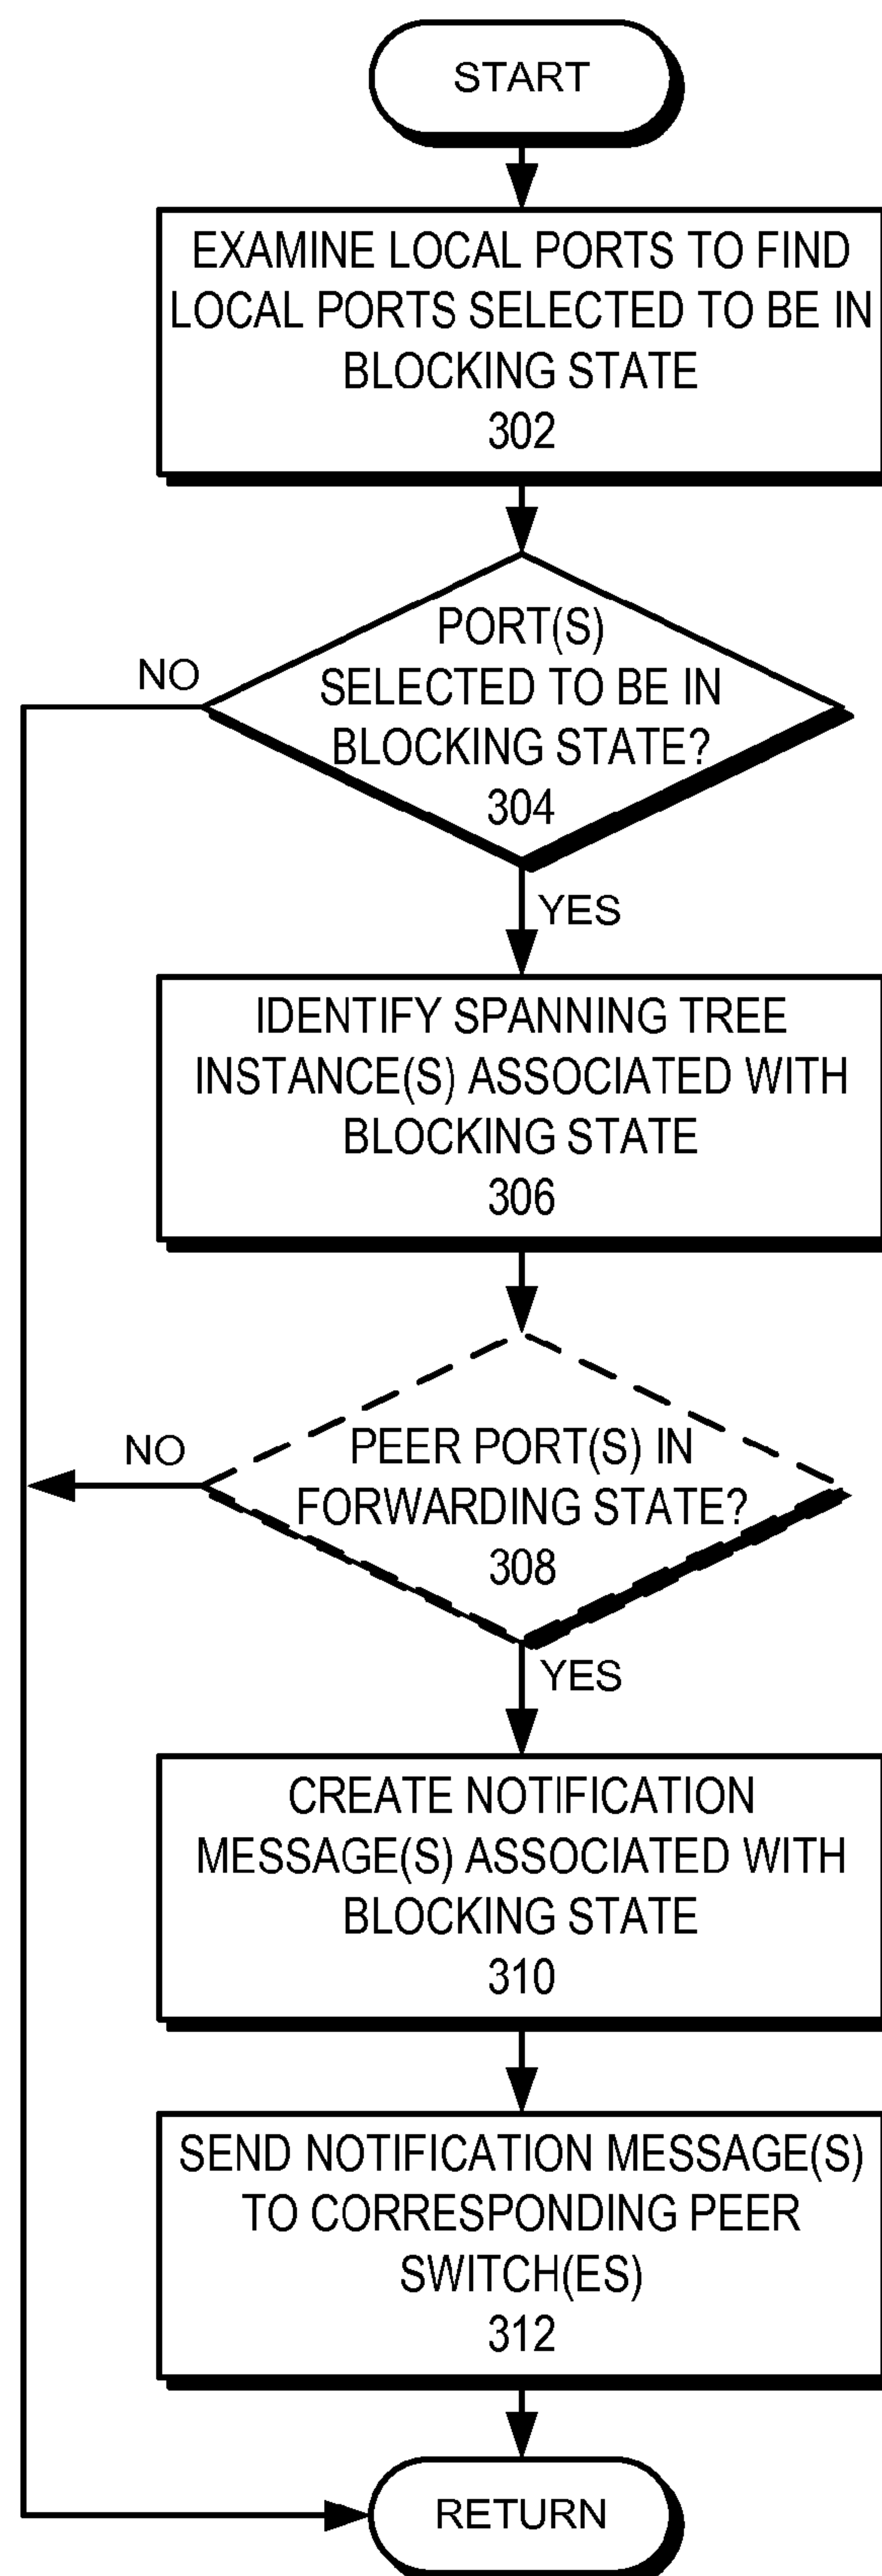 START
EXAMINE LOCAL PORTS TO FIND
LOCAL PORTS SELECTED TO BE IN
BLOCKING STATE
302
PORT(S)
NO
SELECTED TO BE IN
BLOCKING STATE?
304
YES
IDENTIFY SPANNING TREE
INSTANCE(S) ASSOCIATED WITH
BLOCKING STATE
306
NO
PEER PORT(S) IN
FORWARDING STATE?
308
YES
CREATE NOTIFICATION
MESSAGE(S) ASSOCIATED WITH
BLOCKING STATE
310
SEND NOTIFICATION MESSAGE(S)
TO CORRESPONDING PEER
SWITCH(ES)
312
RETURN